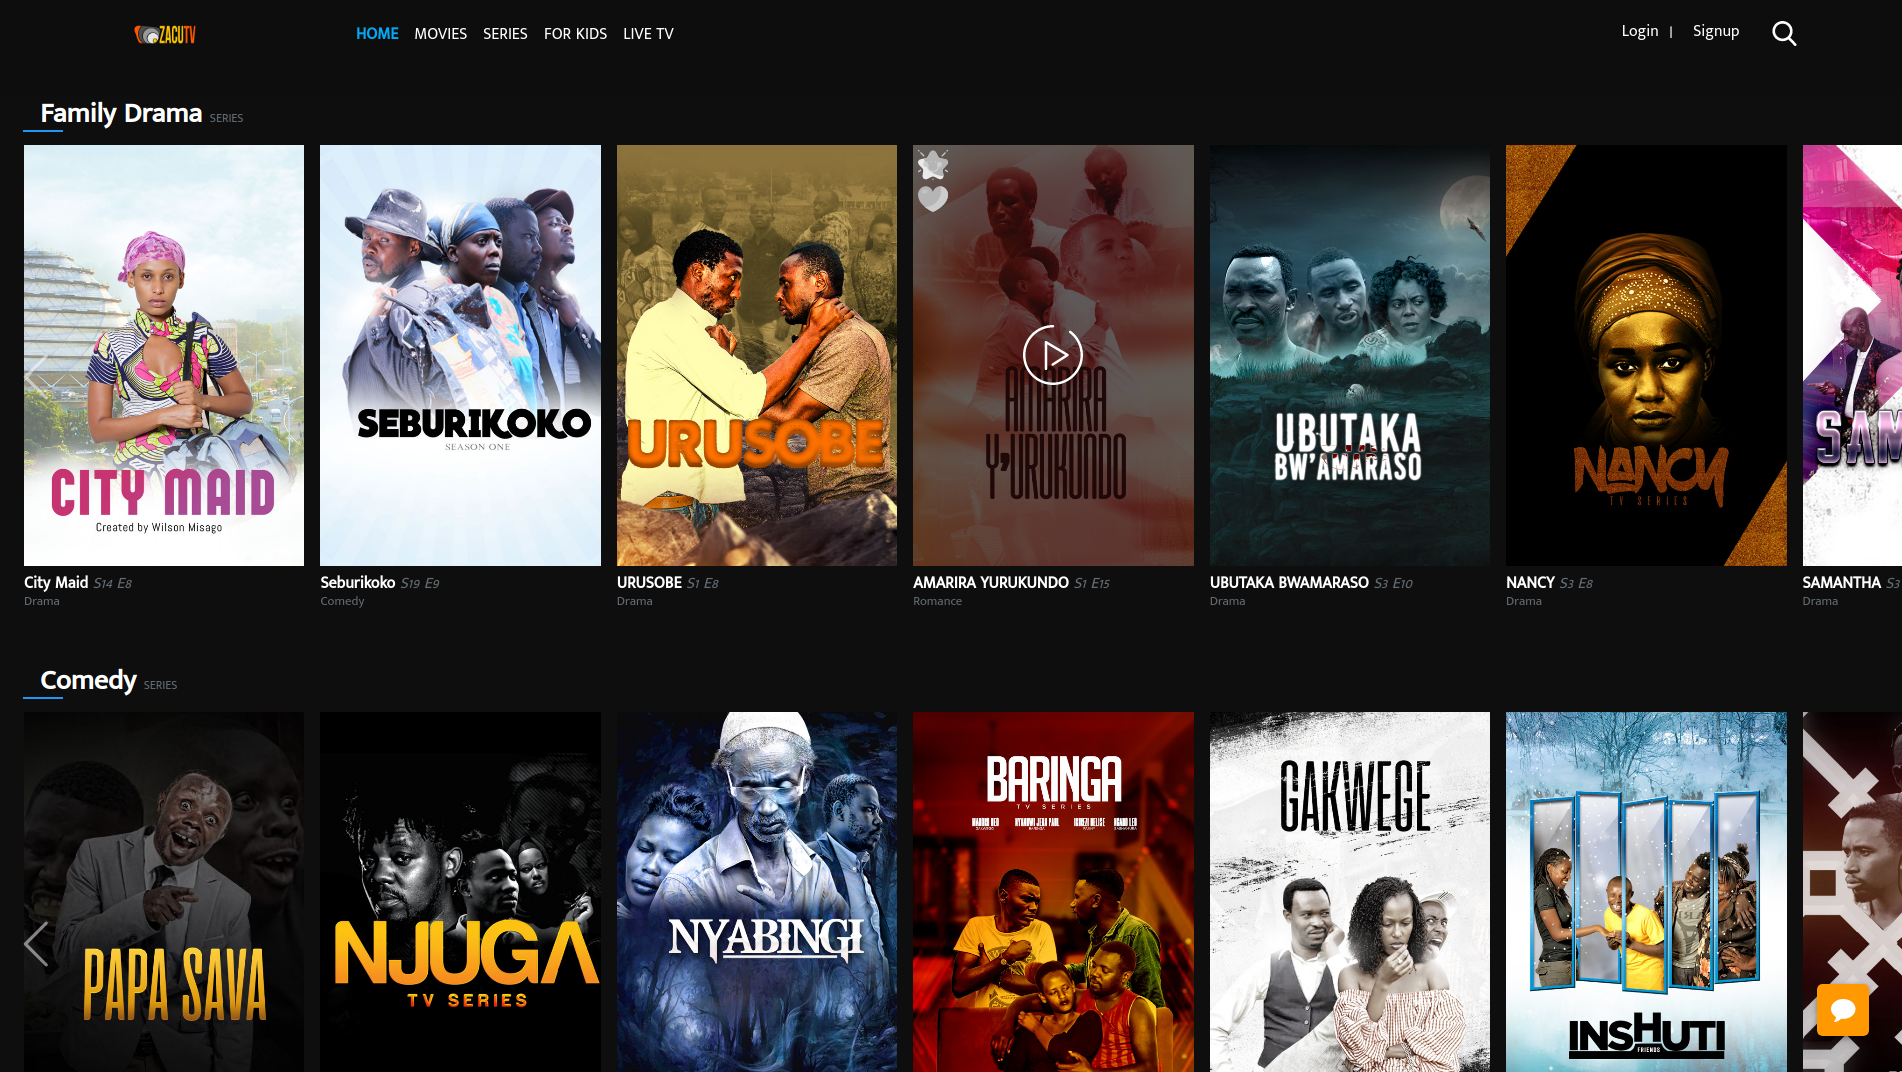 ZACUTV
HOME MOVIES SERIES FOR KIDS LIVE TV
Login | Signup
Family Drama SERIES
CITY MAID
Created by Wilson Misago
SEBURIKOKO
SEASON ONE
URUSOBE
AMARIRA
Y'URUKUNDO
UBUTAKA
BW'AMARASO
NANCY
TV SERIES
SAM
City Maid S14 E8
Drama
Seburikoko S19 E9
Comedy
URUSOBE S1 E8
Drama
AMARIRA YURUKUNDO S1 E15
Romance
UBUTAKA BWAMARASO S3 E10
Drama
NANCY S3 E8
Drama
SAMANTHA S3
Drama
Comedy SERIES
PAPA SAVA
NJUGA
TV SERIES
NYABINGI
BARINGA
TV SERIES
GAKWEGE
INSHUTI
FRIENDS